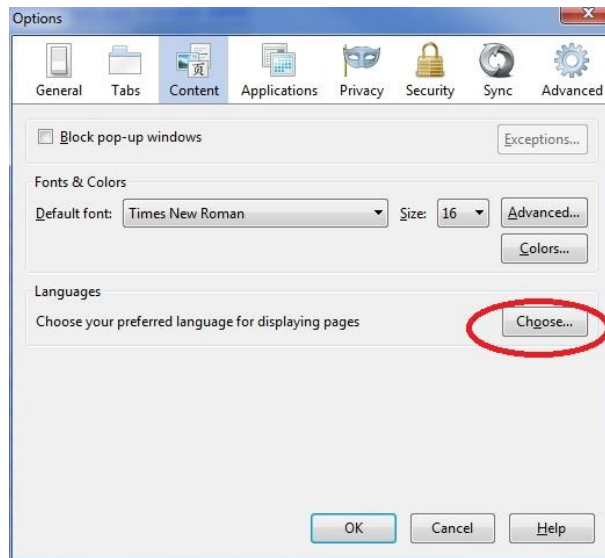 Options
General Tabs Content Applications Privacy Security Sync Advanced
页
Block pop-up windows Exceptions...
Fonts & Colors
Default font: Times New Roman Size: 16 Advanced...
Colors...
Languages
Choose your preferred language for displaying pages Choose...
OK Cancel Help